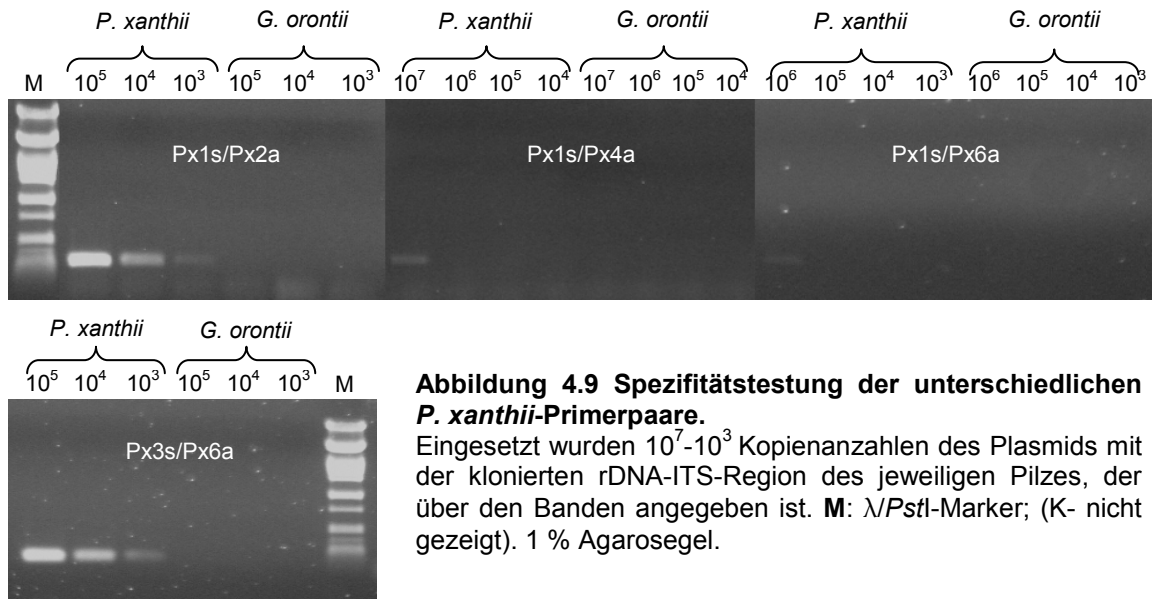 P. xanthii G. orontii P. xanthii G. orontii P. xanthii G. orontii
M 10⁵ 10⁴ 10³ 10⁵ 10⁴ 10³ 10⁷ 10⁶ 10⁵ 10⁴ 10⁷ 10⁶ 10⁵ 10⁴ 10⁶ 10⁵ 10⁴ 10³ 10⁶ 10⁵ 10⁴ 10³
Px1s/Px2a Px1s/Px4a Px1s/Px6a
P. xanthii G. orontii
10⁵ 10⁴ 10³ 10⁵ 10⁴ 10³ M
Px3s/Px6a
Abbildung 4.9 Spezifitätstestung der unterschiedlichen
P. xanthii-Primerpaare.
Eingesetzt wurden 10⁷-10³ Kopienanzahlen des Plasmids mit
der klonierten rDNA-ITS-Region des jeweiligen Pilzes, der
über den Banden angegeben ist. M: λ/PstI-Marker; (K- nicht
gezeigt). 1 % Agarosegel.